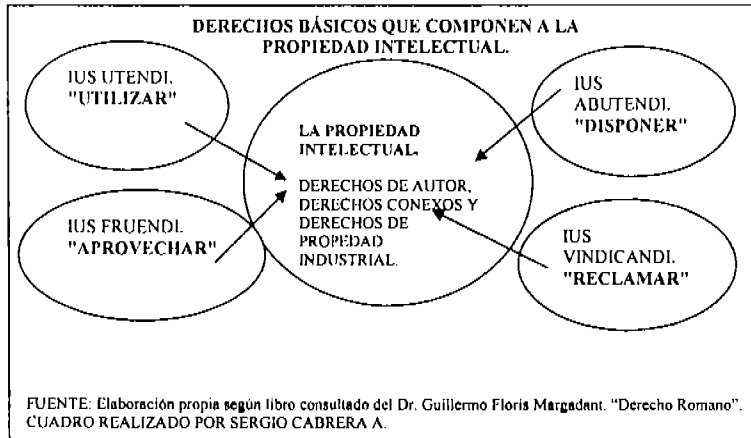 DERECHOS BÁSICOS QUE COMPONEN A LA
PROPIEDAD INTELECTUAL.
IUS UTENDI.
"UTILIZAR"
IUS
ABUTENDI.
"DISPONER"
LA PROPIEDAD
INTELECTUAL.
DERECHOS DE AUTOR,
DERECHOS CONEXOS Y
DERECHOS DE
PROPEDAD
INDUSTRIAL.
IUS FRUENDI.
"APROVECHAR"
IUS
VINDICANDI.
"RECLAMAR"
FUENTE: Elaboración propia según libro consultado del Dr. Guillermo Floris Margadant. "Derecho Romano".
CUADRO REALIZADO POR SERGIO CABRERA A.